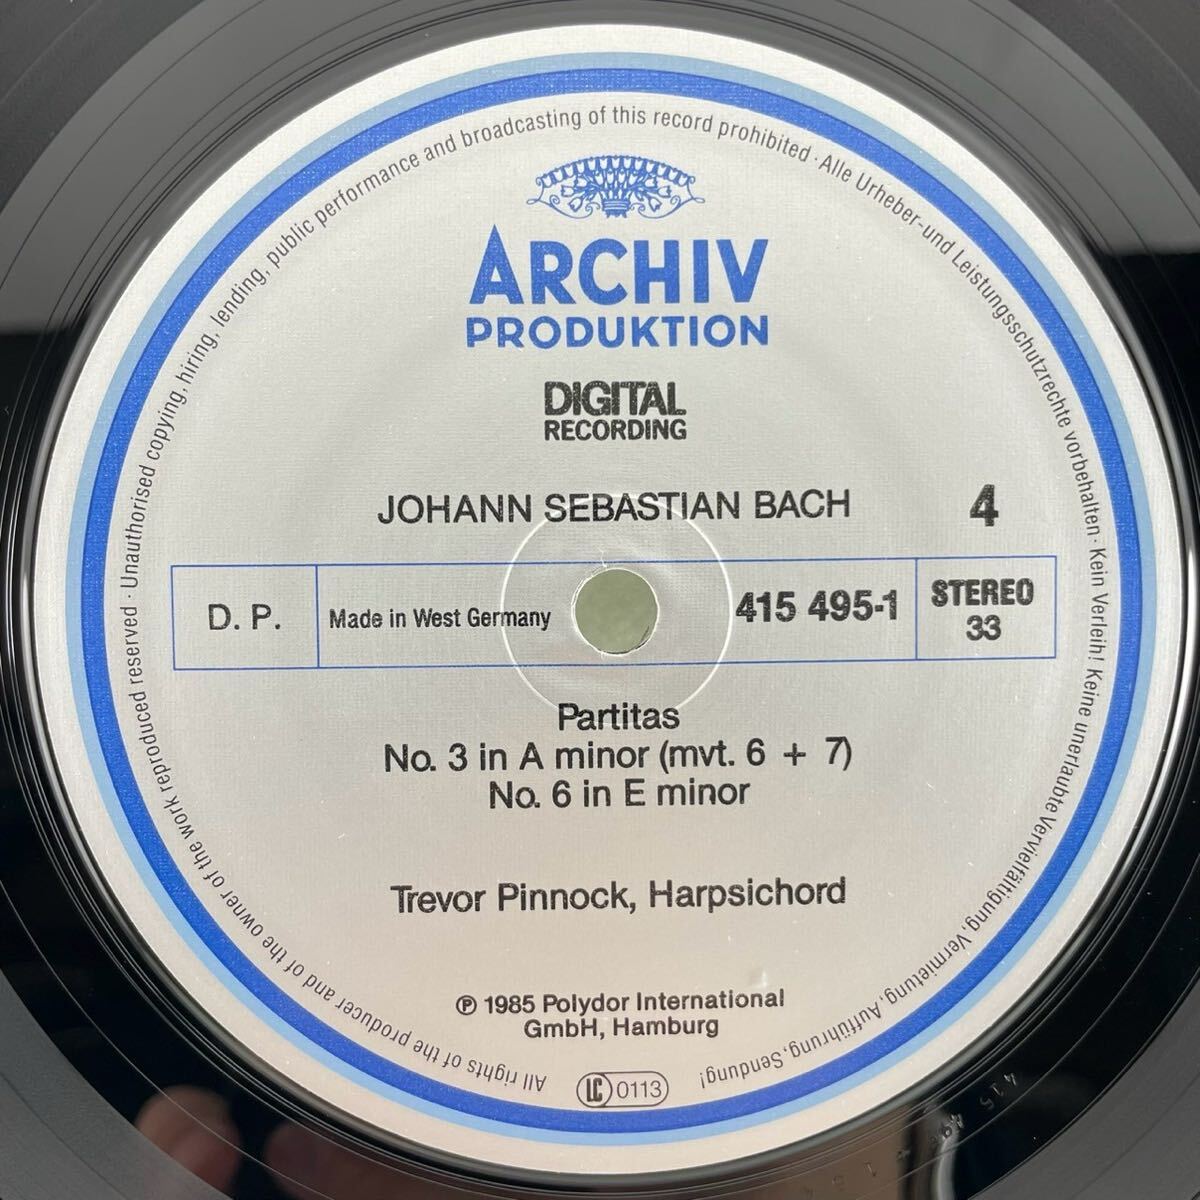 All rights of the producer and of the owner of the work reproduced reserved · Unauthorised copying, hiring, lending, public performance and broadcasting of this record prohibited · Alle Urheber- und Leistungsschutzrechte vorbehalten · Kein Verleih! Keine unerlaubte Vervielfältigung, Vermietung, Aufführung, Sendung!
ARCHIV
PRODUKTION
DIGITAL
RECORDING
JOHANN SEBASTIAN BACH
4
D. P.
Made in West Germany
415 495-1
STEREO
33
Partitas
No. 3 in A minor (mvt. 6 + 7)
No. 6 in E minor
Trevor Pinnock, Harpsichord
℗ 1985 Polydor International
GmbH, Hamburg
LC 0113